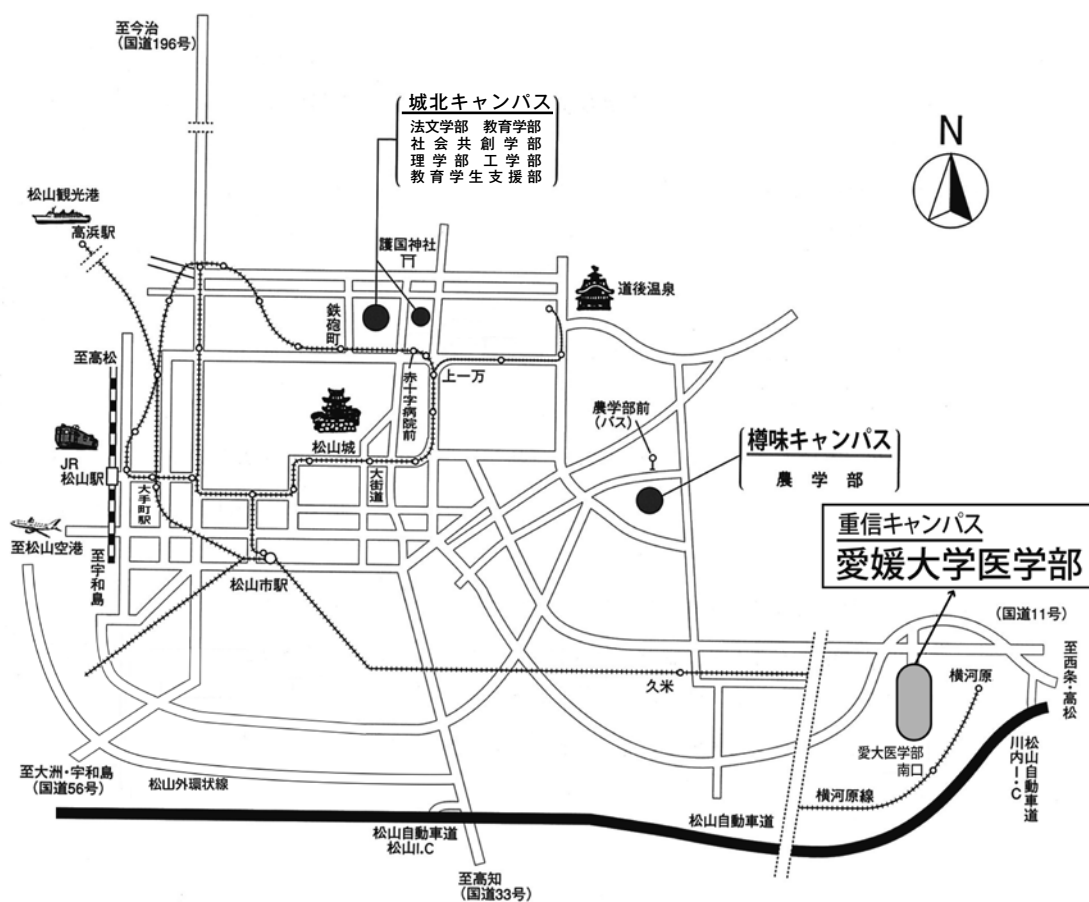 至今治
(国道196号)
城北キャンパス
法文学部 教育学部
社会共創学部
理学部 工学部
教育学生支援部
N
松山観光港
高浜駅
護国神社
道後温泉
鉄砲町
至高松
赤十字病院前
上一万
農学部前
(バス)
樽味キャンパス
農学部
松山城
JR
松山駅
大手町駅
大街道
重信キャンパス
愛媛大学医学部
至松山空港
至宇和島
松山市駅
(国道11号)
至西条・高松
久米
横河原
愛大医学部
南口
至大洲・宇和島
(国道56号)
松山外環状線
横河原線
松山自動車道
川内I・C
松山自動車道
松山I.C
松山自動車道
至高知
(国道33号)